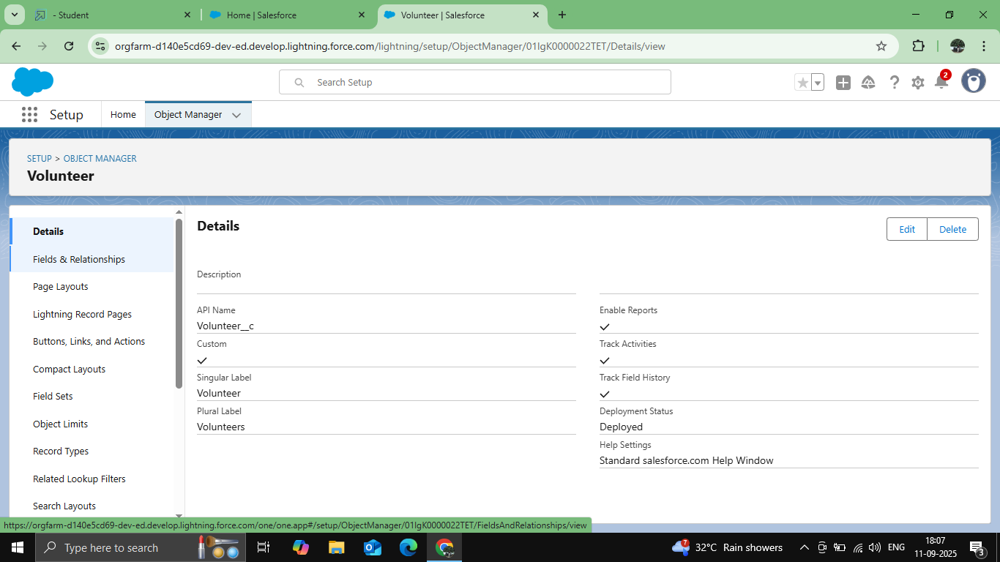 - Student
Home | Salesforce
Volunteer | Salesforce
orgfarm-d140e5cd69-dev-ed.develop.lightning.force.com/lightning/setup/ObjectManager/01IgK0000022TET/Details/view
Search Setup
2
Setup
Home
Object Manager
SETUP > OBJECT MANAGER
Volunteer
Details
Fields & Relationships
Page Layouts
Lightning Record Pages
Buttons, Links, and Actions
Compact Layouts
Field Sets
Object Limits
Record Types
Related Lookup Filters
Search Layouts
Details
Edit
Delete
Description
API Name
Volunteer__c
Custom
Singular Label
Volunteer
Plural Label
Volunteers
Enable Reports
Track Activities
Track Field History
Deployment Status
Deployed
Help Settings
Standard salesforce.com Help Window
https://orgfarm-d140e5cd69-dev-ed.develop.lightning.force.com/one/one.app#/setup/ObjectManager/01IgK0000022TET/FieldsAndRelationships/view
Type here to search
7
32°C Rain showers
ENG
18:07
11-09-2025
3